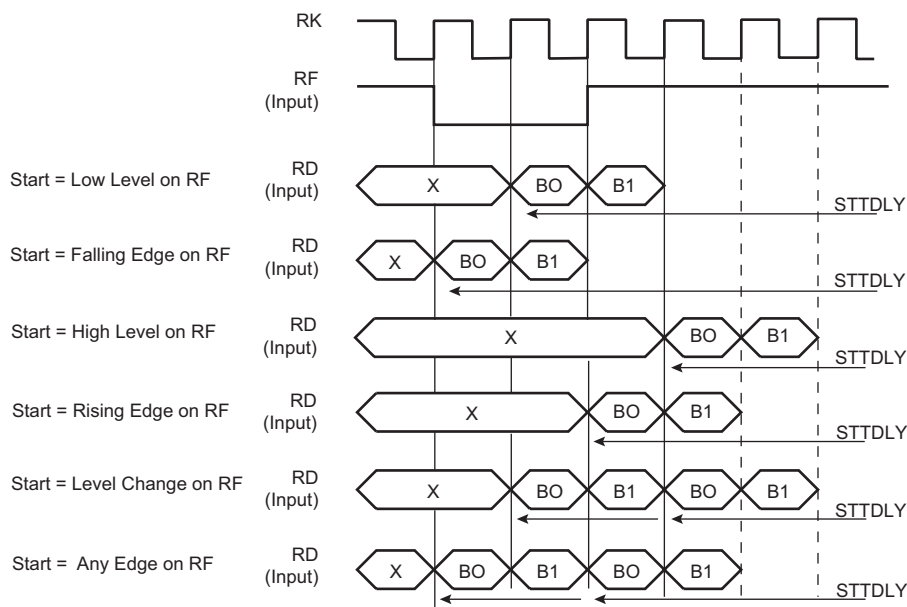 RK
RF
(Input)
Start = Low Level on RF
RD
(Input)
X
BO
B1
STTDLY
Start = Falling Edge on RF
RD
(Input)
X
BO
B1
STTDLY
Start = High Level on RF
RD
(Input)
X
BO
B1
STTDLY
Start = Rising Edge on RF
RD
(Input)
X
BO
B1
STTDLY
Start = Level Change on RF
RD
(Input)
X
BO
B1
BO
B1
STTDLY
Start = Any Edge on RF
RD
(Input)
X
BO
B1
BO
B1
STTDLY